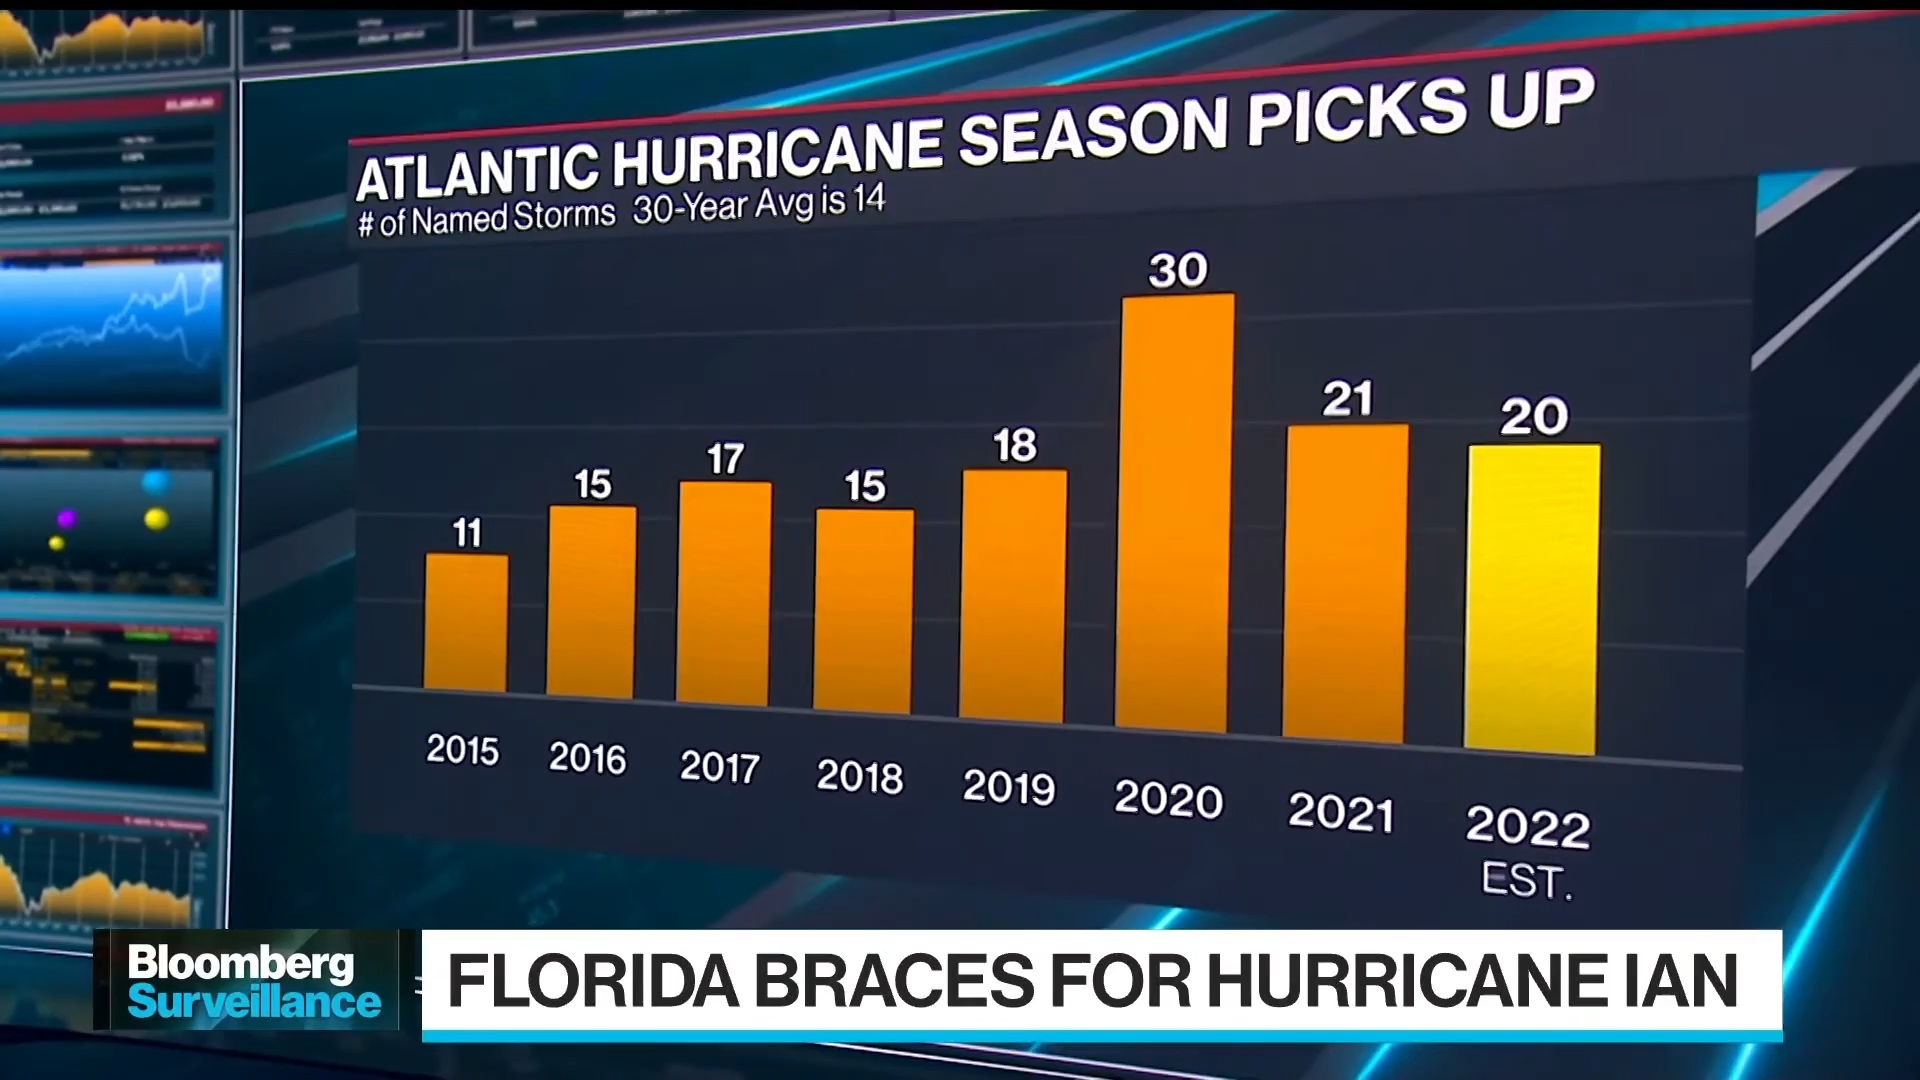 ATLANTIC HURRICANE SEASON PICKS UP
# of Named Storms 30-Year Avg is 14
30
21
20
18
17
15
15
11
2015
2016
2017
2018
2019
2020
2021
2022
EST.
Bloomberg
Surveillance
FLORIDA BRACES FOR HURRICANE IAN